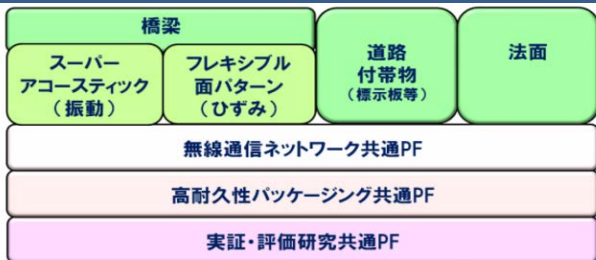 橋梁
スーパー
アコースティック
（振動）
フレキシブル
面パターン
（ひずみ）
道路
付帯物
（標示板等）
法面
無線通信ネットワーク共通PF
高耐久性パッケージング共通PF
実証・評価研究共通PF